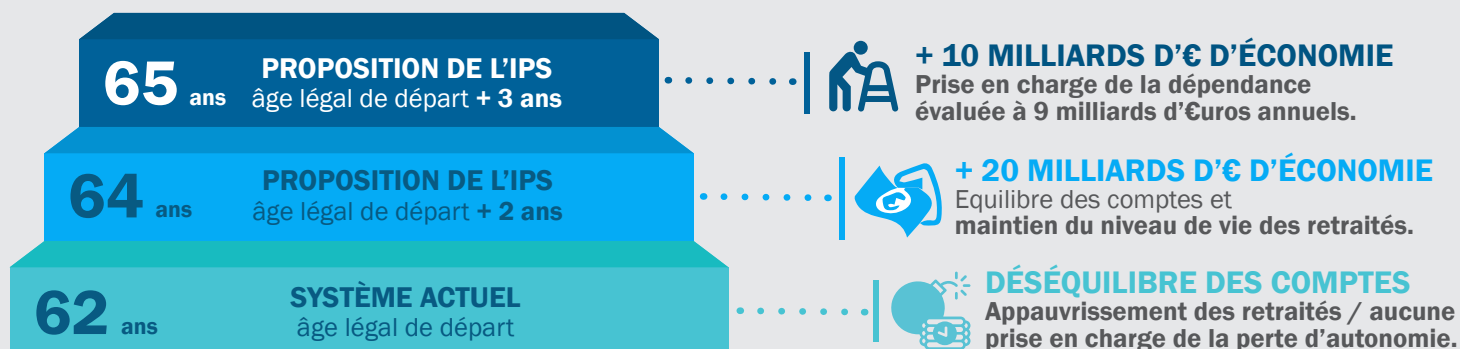 65 ans
PROPOSITION DE L'IPS
âge légal de départ + 3 ans
+ 10 MILLIARDS D'€ D'ÉCONOMIE
Prise en charge de la dépendance
évaluée à 9 milliards d'€uros annuels.
64 ans
PROPOSITION DE L'IPS
âge légal de départ + 2 ans
+ 20 MILLIARDS D'€ D'ÉCONOMIE
Equilibre des comptes et
maintien du niveau de vie des retraités.
62 ans
SYSTÈME ACTUEL
âge légal de départ
DÉSÉQUILIBRE DES COMPTES
Appauvrissement des retraités / aucune
prise en charge de la perte d'autonomie.